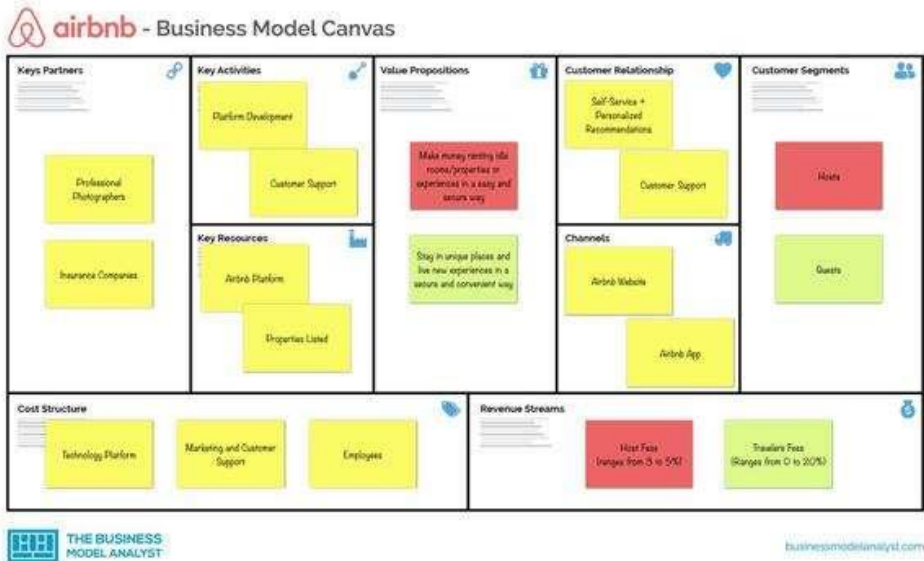 airbnb - Business Model Canvas
Keys Partners
Professional
Photographers
Insurance Companies
Key Activities
Platform Development
Customer Support
Key Resources
Airbnb Platform
Properties Listed
Value Propositions
Make money renting idle
rooms/properties or
experiences in a easy and
secure way
Stay in unique places and
live new experiences in a
secure and convenient way
Customer Relationship
Self-Service +
Personalized
Recommendations
Customer Support
Channels
Airbnb Website
Airbnb App
Customer Segments
Hosts
Guests
Cost Structure
Technology Platform
Marketing and Customer
Support
Employees
Revenue Streams
Host Fees
(ranges from 3 to 5%)
Travelers Fees
(Ranges from 0 to 20%)
THE BUSINESS
MODEL ANALYST
businessmodelanalyst.com